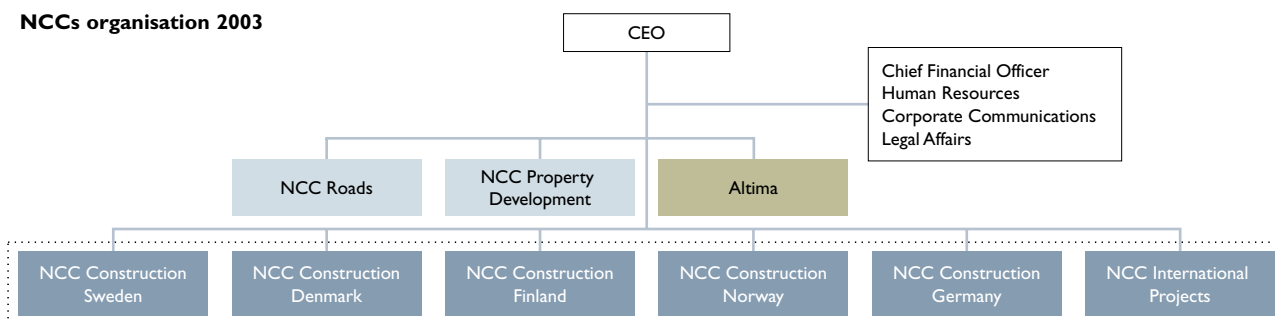 NCCs organisation 2003
CEO
Chief Financial Officer
Human Resources
Corporate Communications
Legal Affairs
NCC Roads
NCC Property
Development
Altima
NCC Construction
Sweden
NCC Construction
Denmark
NCC Construction
Finland
NCC Construction
Norway
NCC Construction
Germany
NCC International
Projects